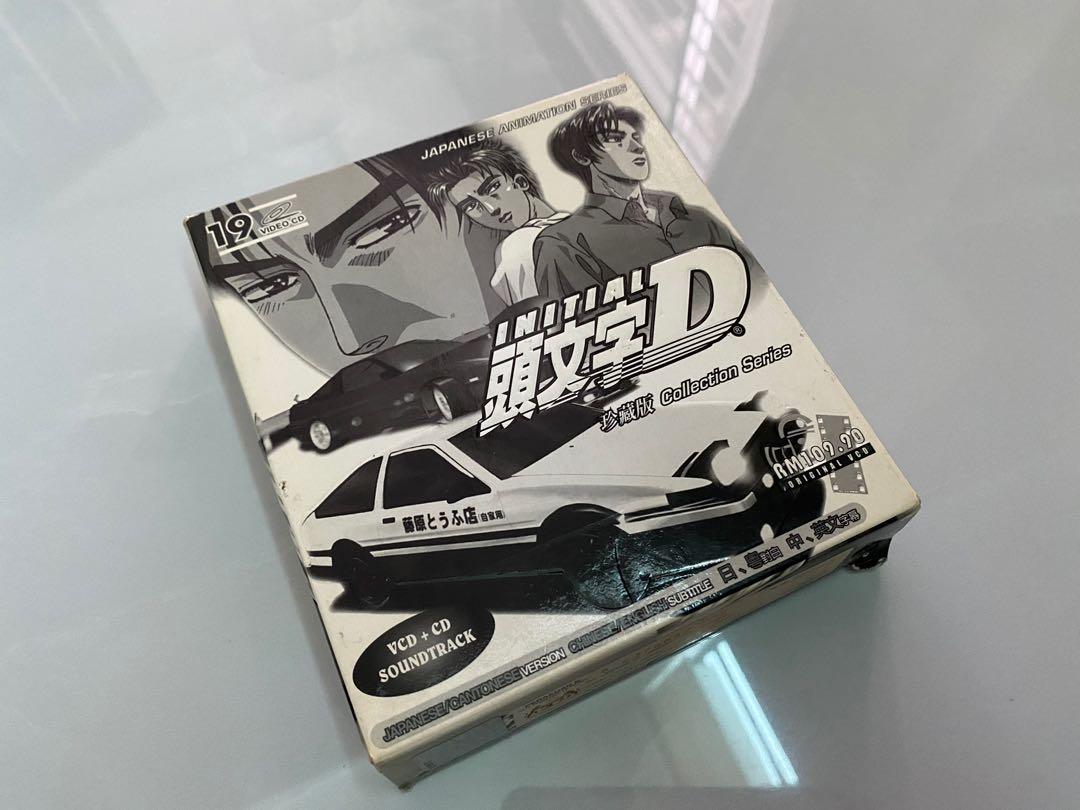 JAPANESE ANIMATION SERIES
19 VIDEO CD
INITIAL
頭文字D®
珍藏版 Collection Series
RM109.90
ORIGINAL VCD
藤原とうふ店(自家用)
VCD + CD
SOUNDTRACK
JAPANESE/CANTONESE VERSION CHINESE/ENGLISH SUBTITLE 日、粵對白 中、英文字幕